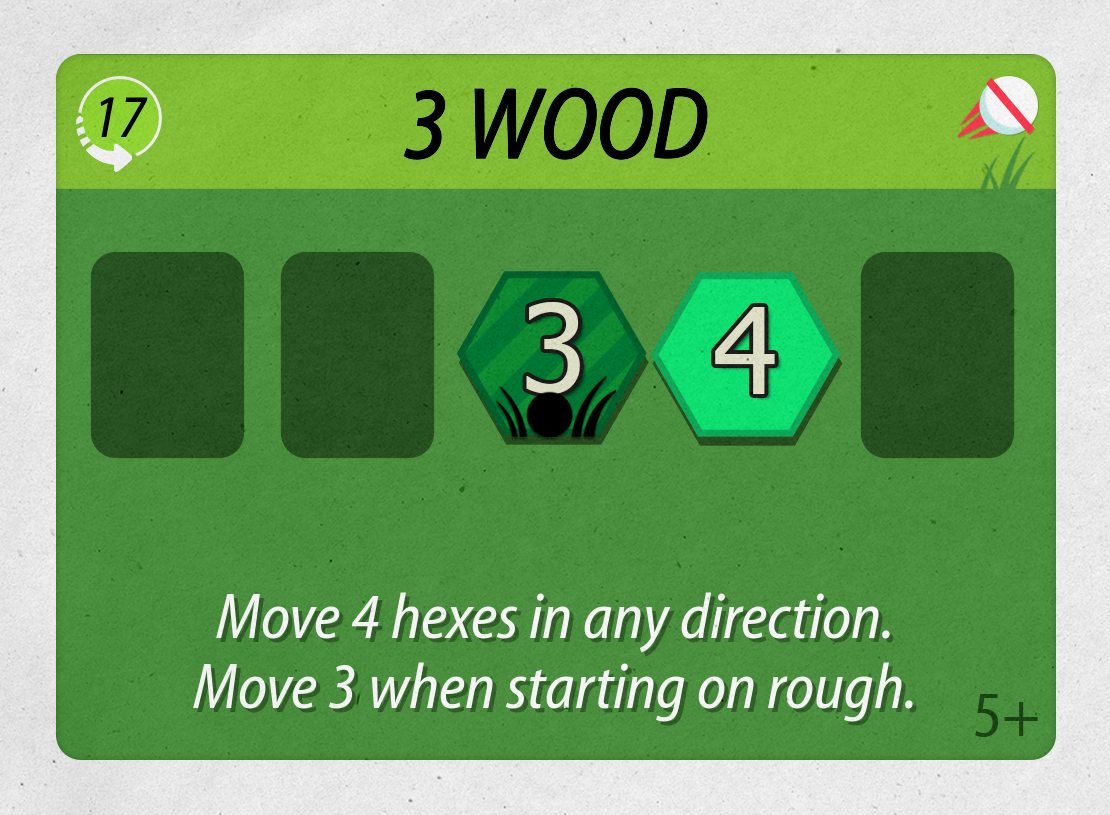 17
3 WOOD
3
4
Move 4 hexes in any direction.
Move 3 when starting on rough.
5+